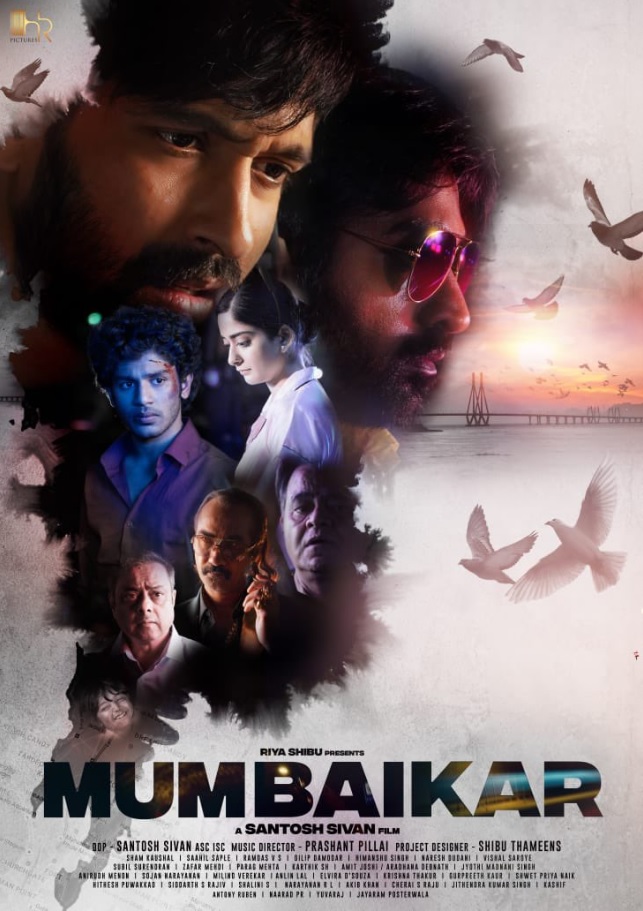 HR
PICTURES
RIYA SHIBU PRESENTS
MUMBAIKAR
A SANTOSH SIVAN FILM
DOP - SANTOSH SIVAN ASC ISC MUSIC DIRECTOR - PRASHANT PILLAI PROJECT DESIGNER - SHIBU THAMEENS
SHAM KAUSHAL | SAAHIL SAPLE | RAMDAS V S | DILIP DAMODAR | HIMANSHU SINGH | NARESH DUDANI | VISHAL SAROYE
SUNIL SURENDRAN | ZAFAR MEHDI | PARAG MEHTA | KARTHIK SH | AMIT JOSHI / ARADHANA DEBNATH | JYOTHI MADNANI SINGH
ANIRUDH MENON | SOJAN NARAYANAN | MILIND VEREKAR | ANLIN LAL | ELVIRA D'SOUZA | KRISHNA THAKUR | GURPREET KAUR | SHWET PRIYA NAIK
HITHESH PUWAKKAD | SIDDARTH S RAJIV | SHALINI S | NARAYANAN R L | AKIB KHAN | CHERAI S RAJU | JITHENDRA KUMAR SINGH | KASHIF
ANTONY RUBEN | NAARAD PR | YUVARAJ | JAYARAM POSTERWALA